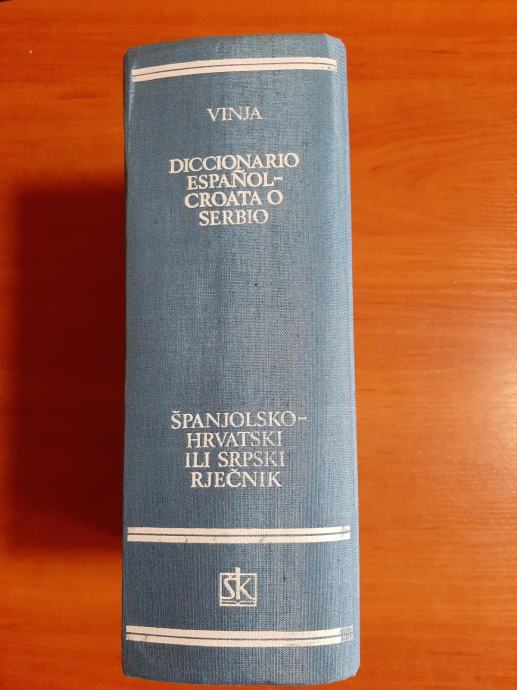 VINJA
DICCIONARIO
ESPAÑOL-
CROATA O
SERBIO
ŠPANJOLSKO-
HRVATSKI
ILI SRPSKI
RJEČNIK
ŠK